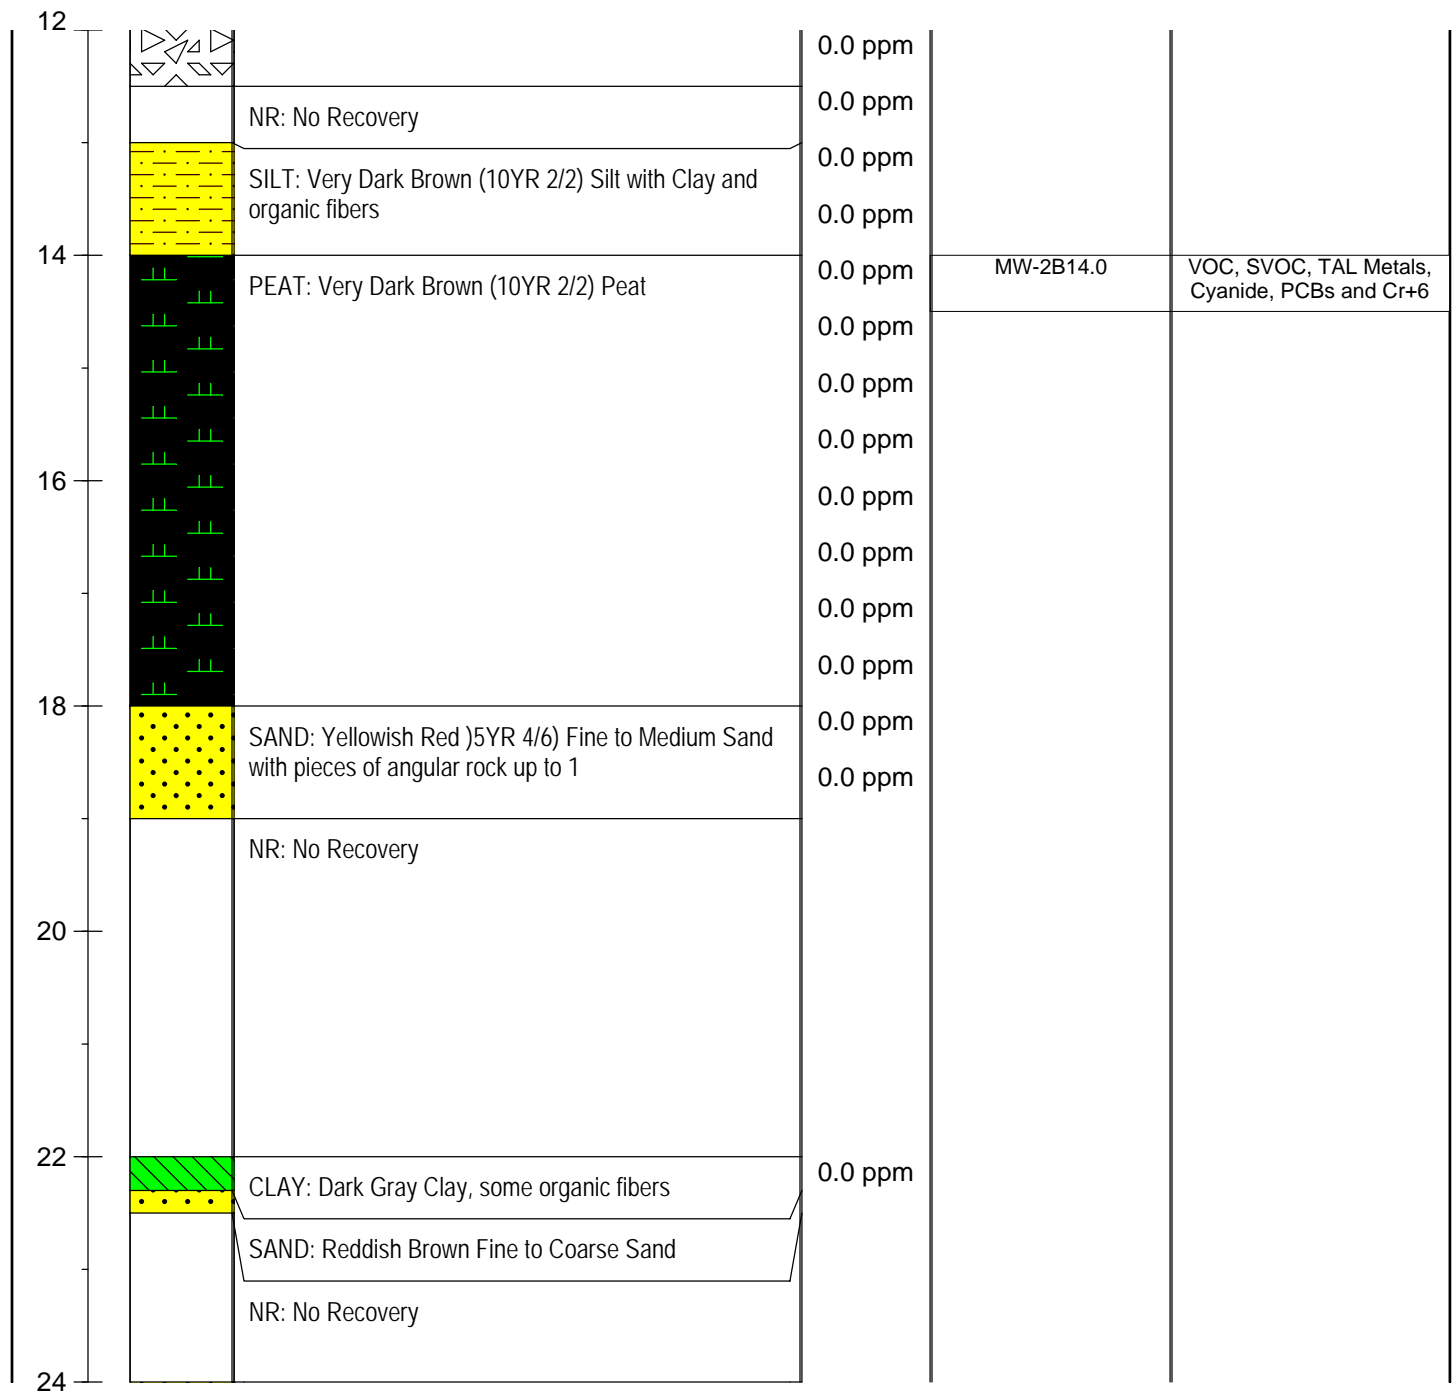 12
0.0 ppm
NR: No Recovery
0.0 ppm
0.0 ppm
SILT: Very Dark Brown (10YR 2/2) Silt with Clay and
organic fibers
0.0 ppm
14
PEAT: Very Dark Brown (10YR 2/2) Peat
0.0 ppm
MW-2B14.0
VOC, SVOC, TAL Metals,
Cyanide, PCBs and Cr+6
0.0 ppm
0.0 ppm
0.0 ppm
16
0.0 ppm
0.0 ppm
0.0 ppm
0.0 ppm
18
SAND: Yellowish Red )5YR 4/6) Fine to Medium Sand
with pieces of angular rock up to 1
0.0 ppm
0.0 ppm
NR: No Recovery
20
22
CLAY: Dark Gray Clay, some organic fibers
0.0 ppm
SAND: Reddish Brown Fine to Coarse Sand
NR: No Recovery
24